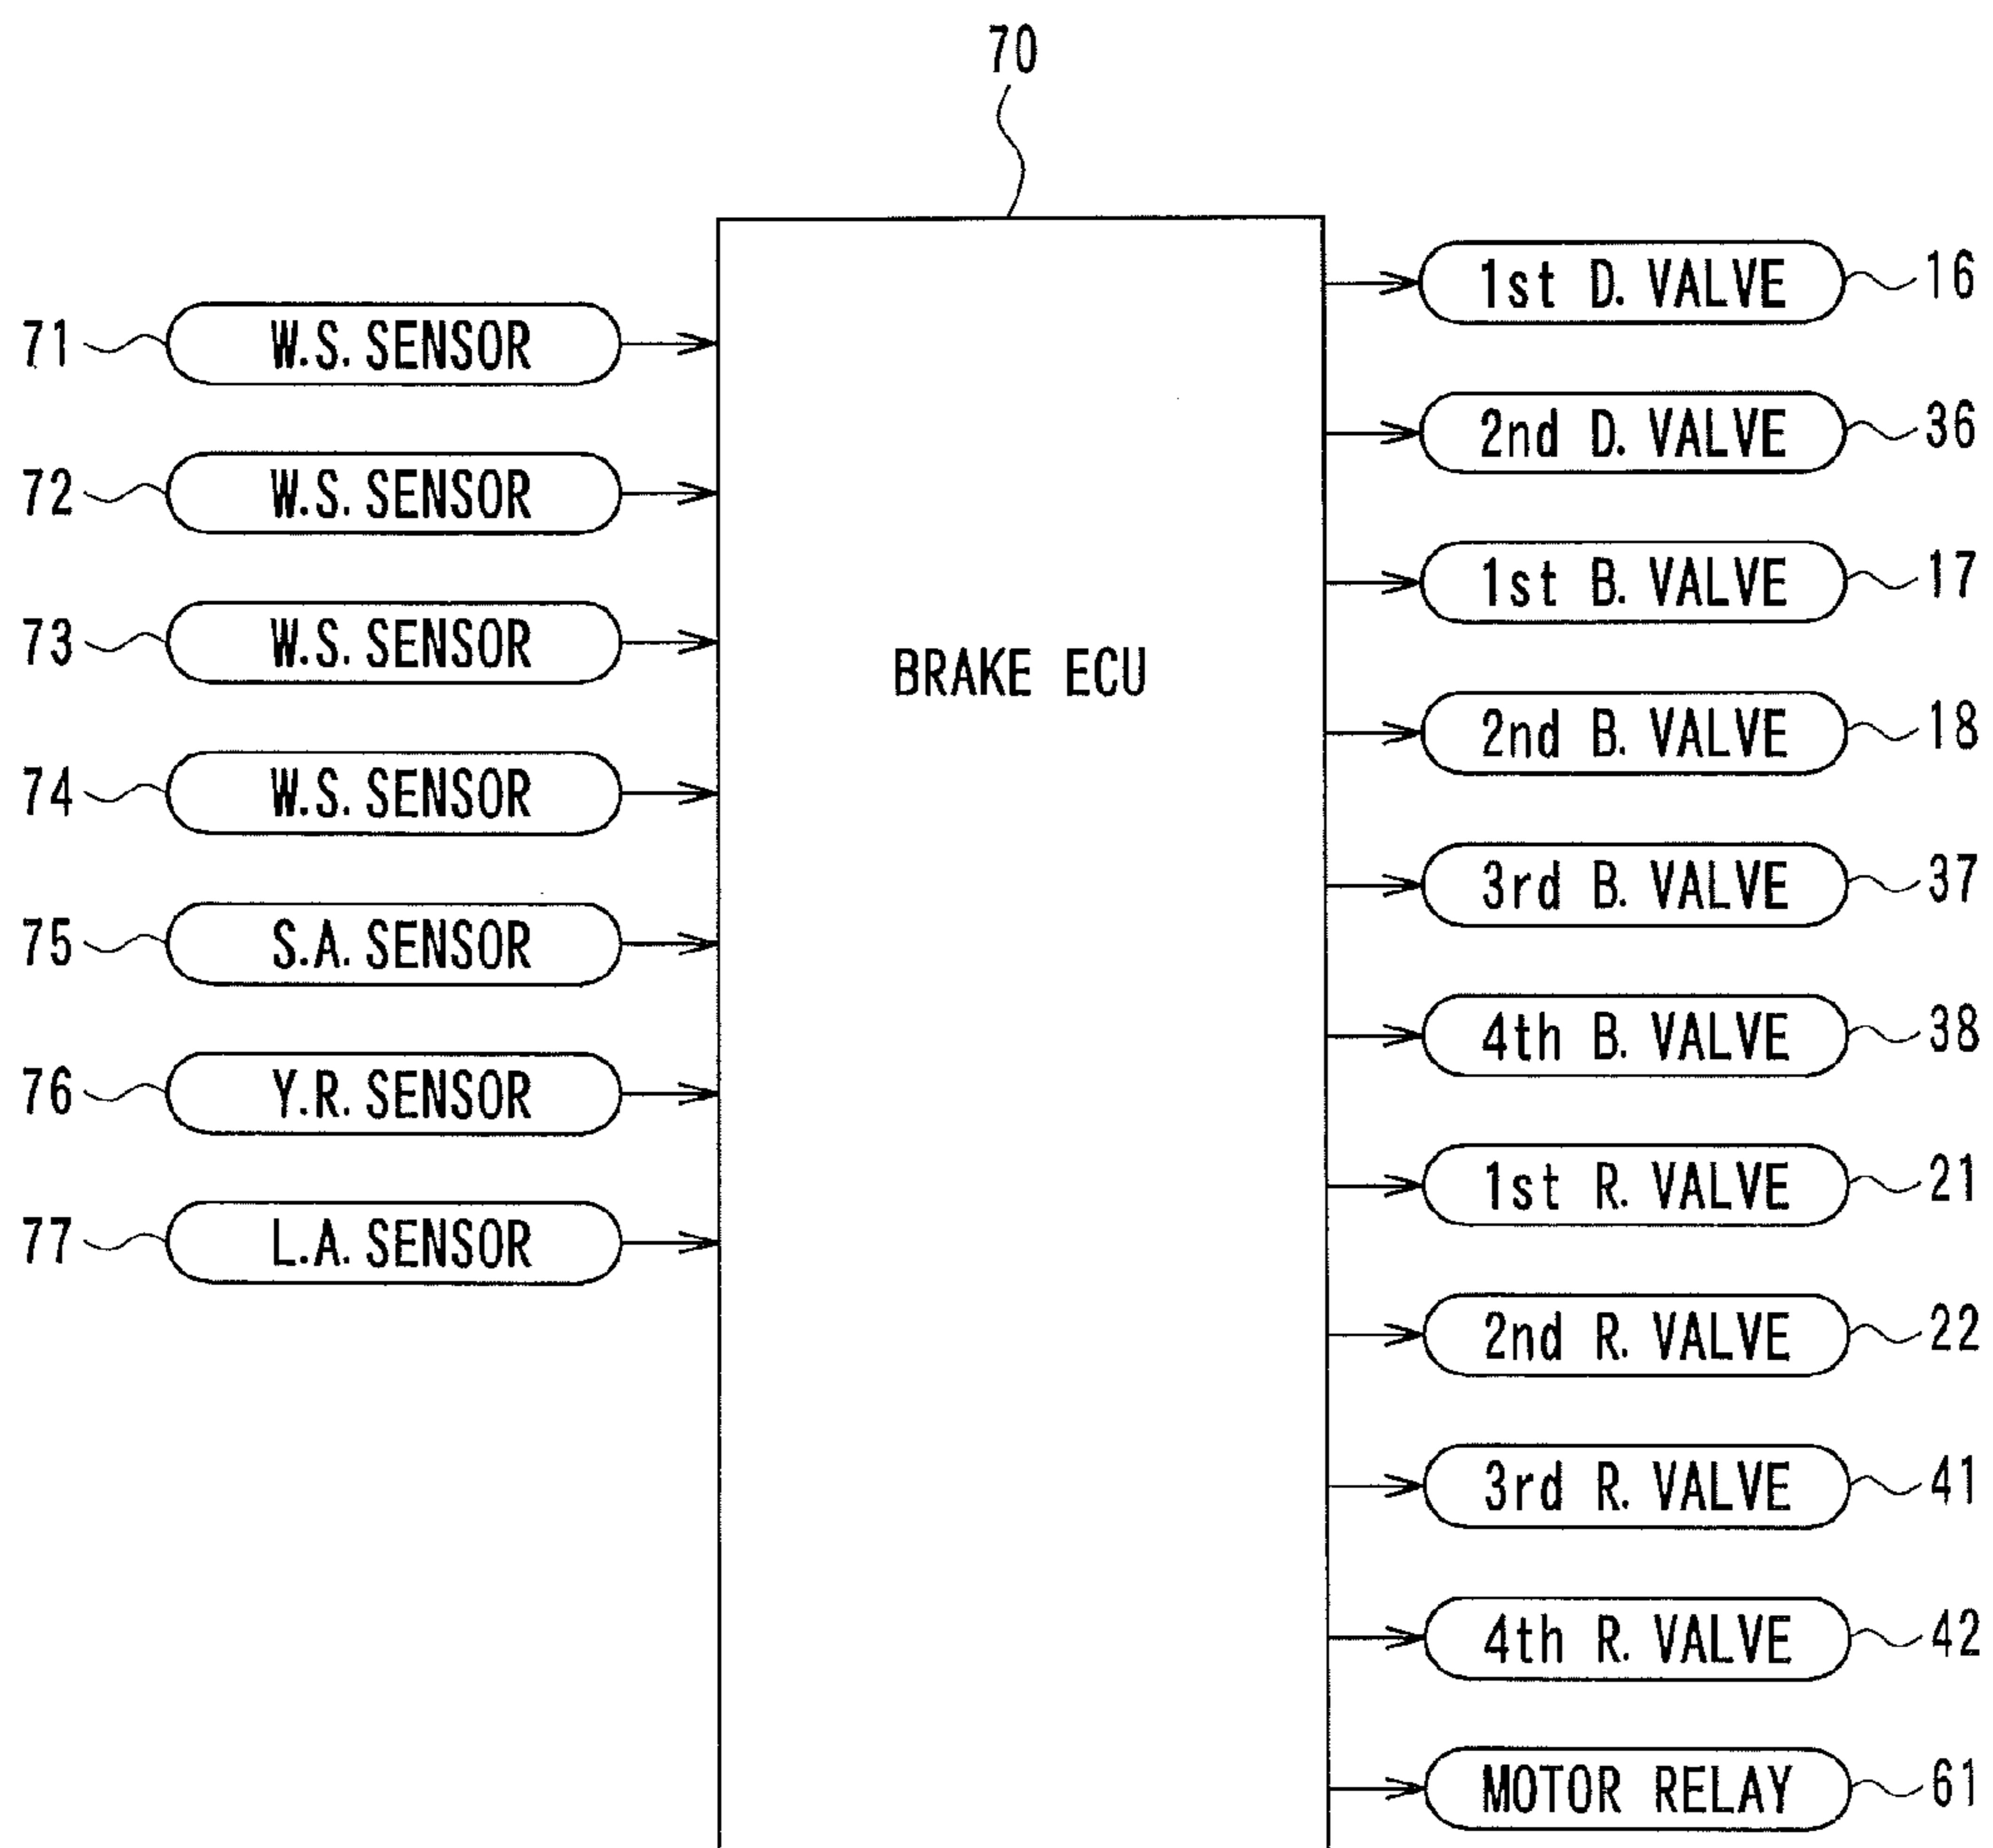 70
71 W.S. SENSOR
72 W.S. SENSOR
73 W.S. SENSOR
74 W.S. SENSOR
75 S.A. SENSOR
76 Y.R. SENSOR
77 L.A. SENSOR
BRAKE ECU
1st D. VALVE 16
2nd D. VALVE 36
1st B. VALVE 17
2nd B. VALVE 18
3rd B. VALVE 37
4th B. VALVE 38
1st R. VALVE 21
2nd R. VALVE 22
3rd R. VALVE 41
4th R. VALVE 42
MOTOR RELAY 61